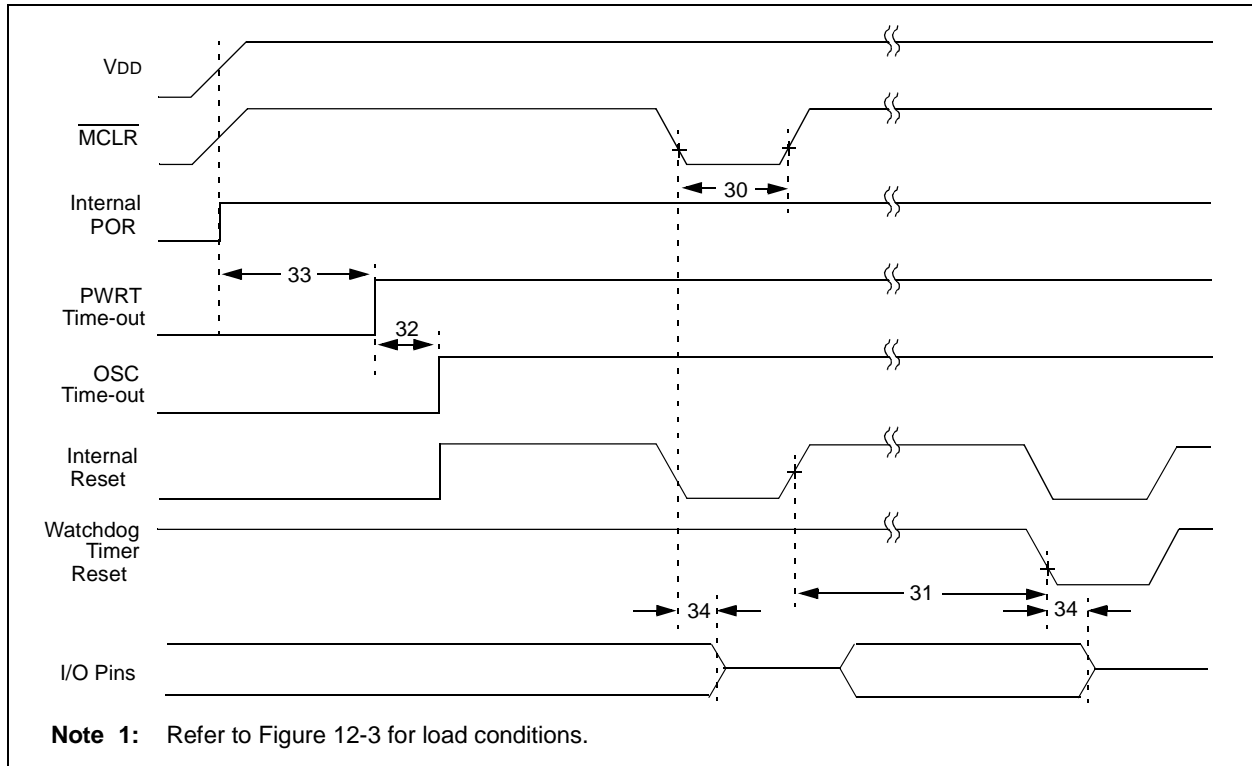 VDD
MCLR
Internal
POR
30
33
PWRT
Time-out
32
OSC
Time-out
Internal
Reset
Watchdog
Timer
Reset
31
34
34
I/O Pins
Note 1: Refer to Figure 12-3 for load conditions.